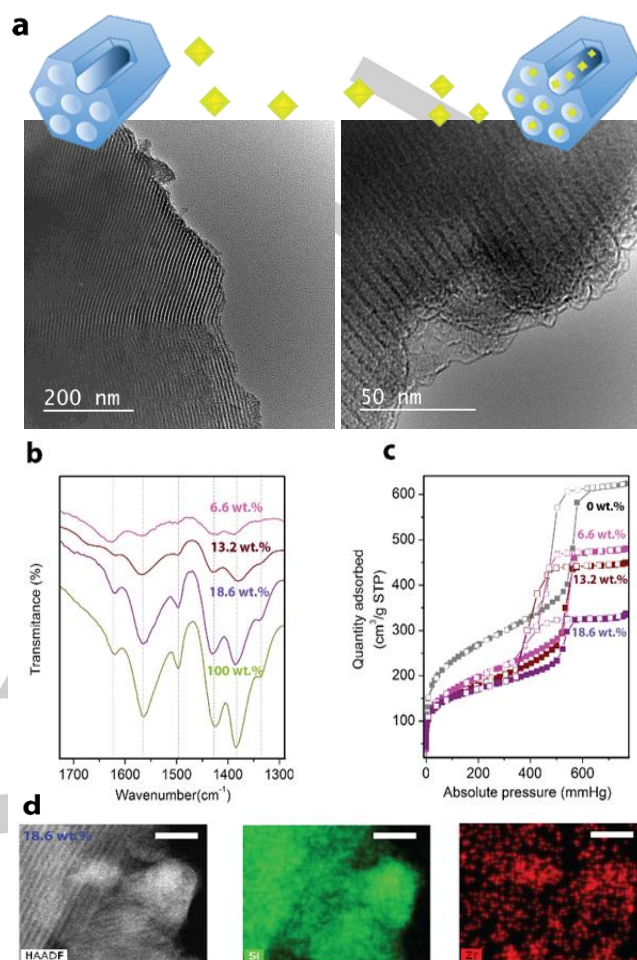 a
200 nm
50 nm
b
c
6.6 wt.%
13.2 wt.%
18.6 wt.%
100 wt.%
Transmitance (%)
1700 1600 1500 1400 1300
Wavenumber(cm-1)
600
500
400
300
200
100
0 wt.%
6.6 wt.%
13.2 wt.%
18.6 wt.%
Quantity adsorbed
(cm3/g STP)
0 200 400 600
Absolute pressure (mmHg)
d
18.6 wt.%
HAADF
Si
Zr